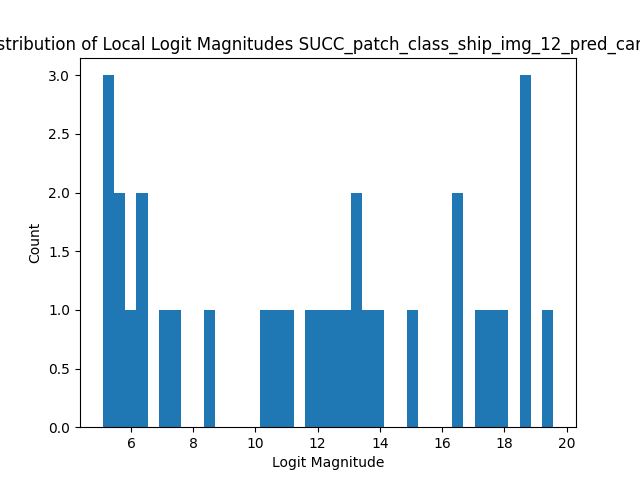 stribution of Local Logit Magnitudes SUCC_patch_class_ship_img_12_pred_car
3.0
2.5
2.0
1.5
1.0
0.5
0.0
Count
6 8 10 12 14 16 18 20
Logit Magnitude